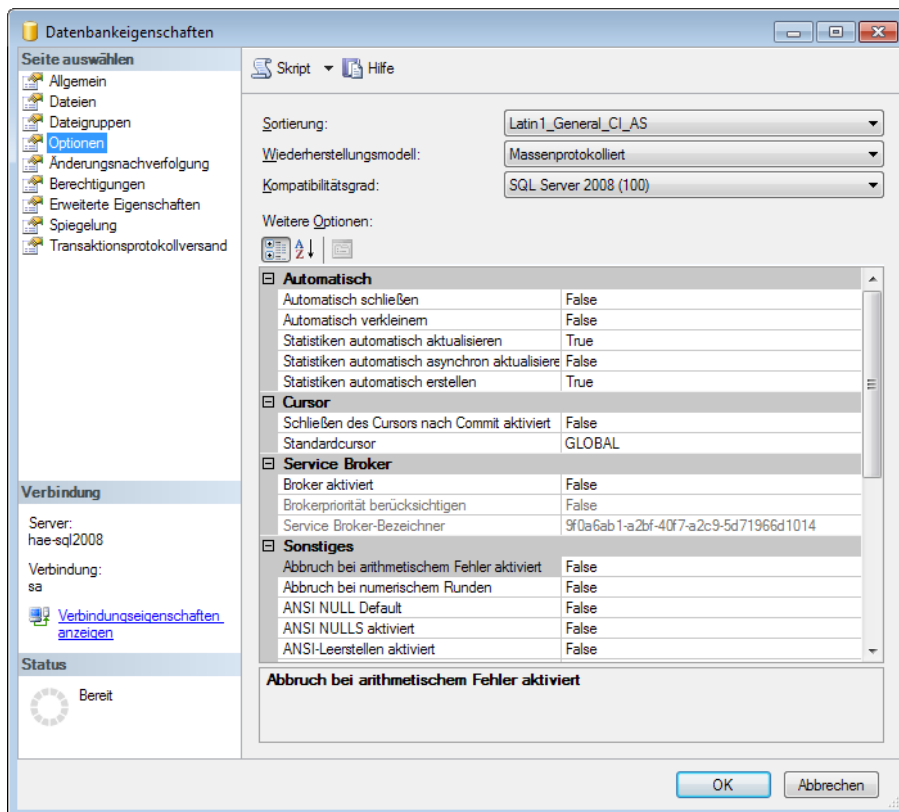 Datenbankeigenschaften
Seite auswählen
Allgemein
Dateien
Dateigruppen
Optionen
Änderungsnachverfolgung
Berechtigungen
Erweiterte Eigenschaften
Spiegelung
Transaktionsprotokollversand
Verbindung
Server:
hae-sql2008
Verbindung:
sa
Verbindungseigenschaften
anzeigen
Status
Bereit
Skript Hilfe
Sortierung: Latin1_General_CI_AS
Wiederherstellungsmodell: Massenprotokolliert
Kompatibilitätsgrad: SQL Server 2008 (100)
Weitere Optionen:
Automatisch
Automatisch schließen False
Automatisch verkleinern False
Statistiken automatisch aktualisieren True
Statistiken automatisch asynchron aktualisiere False
Statistiken automatisch erstellen True
Cursor
Schließen des Cursors nach Commit aktiviert False
Standardcursor GLOBAL
Service Broker
Broker aktiviert False
Brokerpriorität berücksichtigen False
Service Broker-Bezeichner 9f0a6ab1-a2bf-40f7-a2c9-5d71966d1014
Sonstiges
Abbruch bei arithmetischem Fehler aktiviert False
Abbruch bei numerischem Runden False
ANSI NULL Default False
ANSI NULLS aktiviert False
ANSI-Leerstellen aktiviert False
Abbruch bei arithmetischem Fehler aktiviert
OK Abbrechen